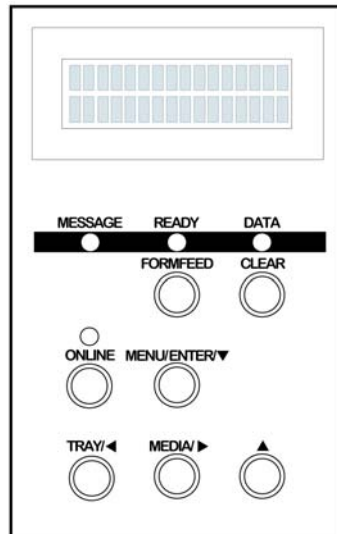 MESSAGE READY DATA
FORMFEED CLEAR
ONLINE MENU/ENTER/▼
TRAY/◀ MEDIA/▶ ▲